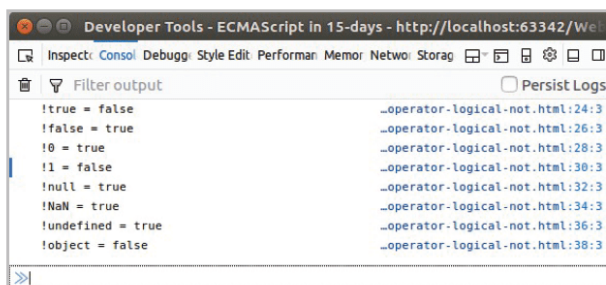 Developer Tools - ECMAScript in 15-days - http://localhost:63342/We
Inspect Consol Debugg Style Edit Performan Memor Netwo Storag
Filter output Persist Logs
!true = false …operator-logical-not.html:24:3
!false = true …operator-logical-not.html:26:3
!0 = true …operator-logical-not.html:28:3
!1 = false …operator-logical-not.html:30:3
!null = true …operator-logical-not.html:32:3
!NaN = true …operator-logical-not.html:34:3
!undefined = true …operator-logical-not.html:36:3
!object = false …operator-logical-not.html:38:3